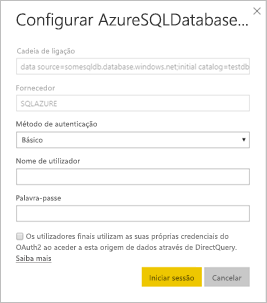 Configurar AzureSQLDatabase...
Cadeia de ligação
data source=somesqldb.database.windows.net;initial catalog=testdb
Fornecedor
SQLAZURE
Método de autenticação
Básico
Nome de utilizador
Palavra-passe
Os utilizadores finais utilizam as suas próprias credenciais do
OAuth2 ao aceder a esta origem de dados através de DirectQuery.
Saiba mais
Iniciar sessão
Cancelar